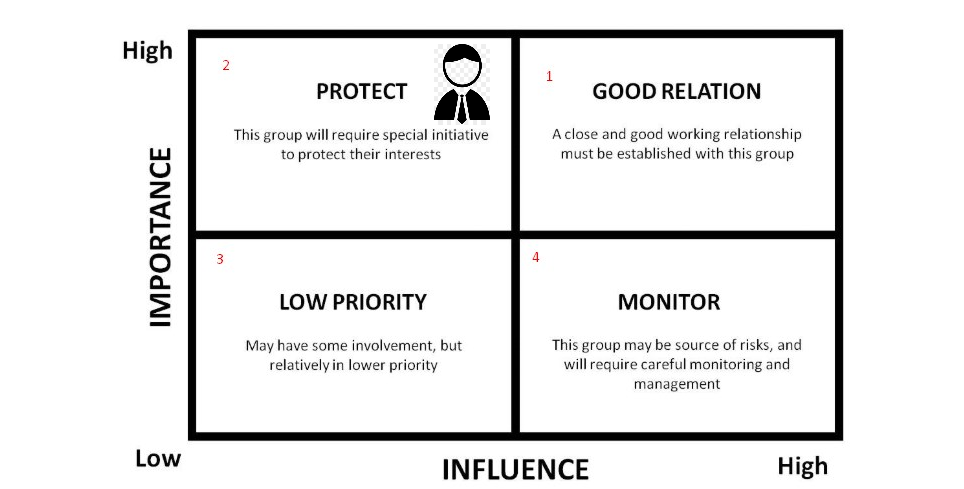 High
2
PROTECT
This group will require special initiative
to protect their interests
1
GOOD RELATION
A close and good working relationship
must be established with this group
IMPORTANCE
3
LOW PRIORITY
May have some involvement, but
relatively in lower priority
4
MONITOR
This group may be source of risks, and
will require careful monitoring and
management
Low
INFLUENCE
High